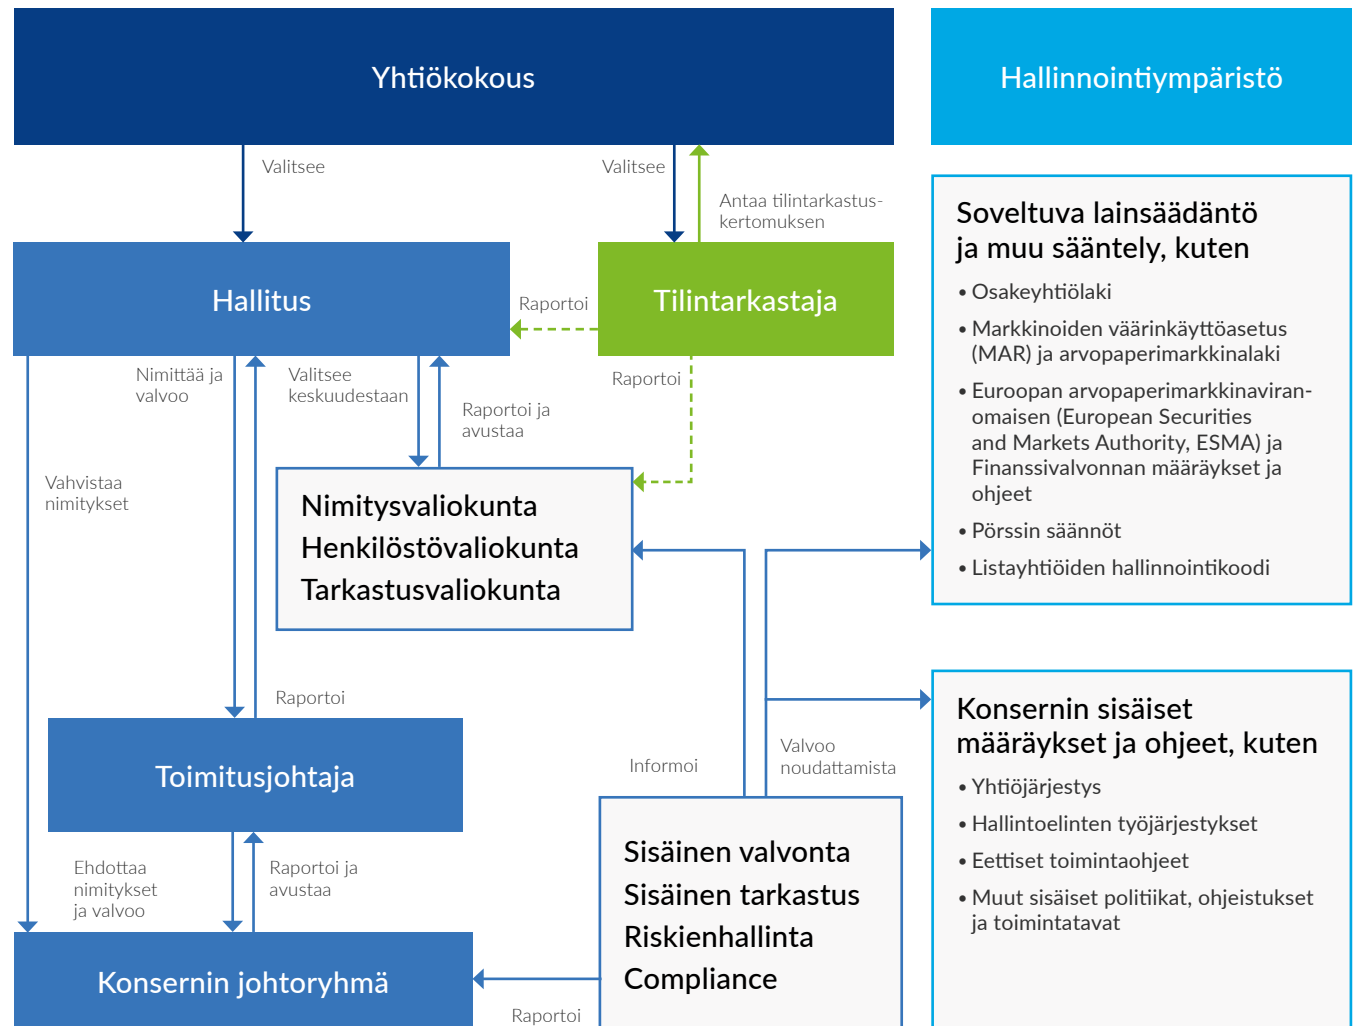 Yhtiökokous
Hallinnointiympäristö
Valitsee
Valitsee
Antaa tilintarkastus-
kertomuksen
Hallitus
Raportoi
Tilintarkastaja
Nimittää ja
valvoo
Valitsee
keskuudestaan
Raportoi ja
avustaa
Raportoi
Vahvistaa
nimitykset
Nimitysvaliokunta
Henkilöstövaliokunta
Tarkastusvaliokunta
Raportoi
Toimitusjohtaja
Informoi
Valvoo
noudattamista
Ehdottaa
nimitykset
ja valvoo
Raportoi ja
avustaa
Sisäinen valvonta
Sisäinen tarkastus
Riskienhallinta
Compliance
Konsernin johtoryhmä
Raportoi
Soveltuva lainsäädäntö
ja muu sääntely, kuten
• Osakeyhtiölaki
• Markkinoiden väärinkäyttöasetus
(MAR) ja arvopaperimarkkinalaki
• Euroopan arvopaperimarkkinaviran-
omaisen (European Securities
and Markets Authority, ESMA) ja
Finanssivalvonnan määräykset ja
ohjeet
• Pörssin säännöt
• Listayhtiöiden hallinnointikoodi
Konsernin sisäiset
määräykset ja ohjeet, kuten
• Yhtiöjärjestys
• Hallintoelinten työjärjestykset
• Eettiset toimintaohjeet
• Muut sisäiset politiikat, ohjeistukset
ja toimintatavat